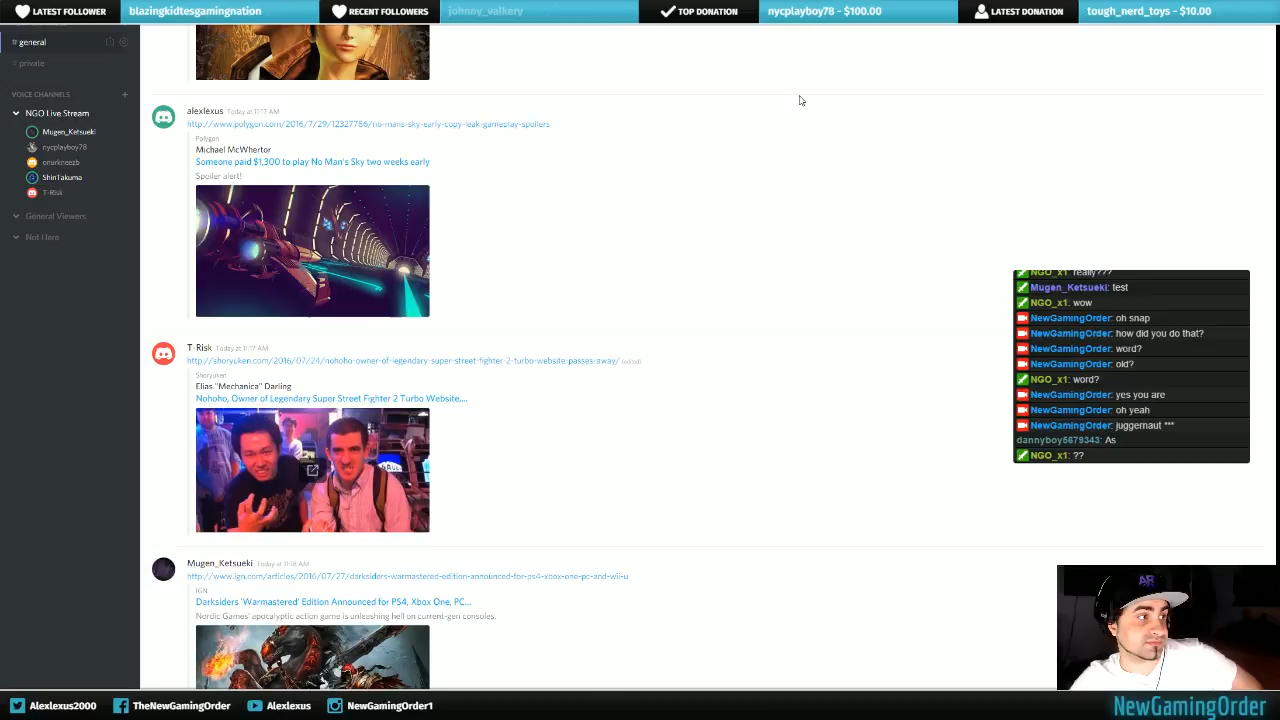 LATEST FOLLOWER
blazingkidtesgamingnation
RECENT FOLLOWERS
johnny_valkery
TOP DONATION
nycplayboy78 - $100.00
LATEST DONATION
tough_nerd_toys - $10.00
# general
# private
VOICE CHANNELS +
NGO Live Stream
Mugen_Ketsueki
nycplayboy78
onurkneezb
ShinTakuma
T-Risk
General Viewers
Not Here
alexlexus Today at 11:17 AM
http://www.polygon.com/2016/7/29/12327786/no-mans-sky-early-copy-leak-gameplay-spoilers
Polygon
Michael McWhertor
Someone paid $1,300 to play No Man's Sky two weeks early
Spoiler alert!
T-Risk Today at 11:17 AM
http://shoryuken.com/2016/07/24/nohoho-owner-of-legendary-super-street-fighter-2-turbo-website-passes-away/ (edited)
Shoryuken
Elias "Mechanica" Darling
Nohoho, Owner of Legendary Super Street Fighter 2 Turbo Website,...
Mugen_Ketsueki Today at 11:18 AM
http://www.ign.com/articles/2016/07/27/darksiders-warmastered-edition-announced-for-ps4-xbox-one-pc-and-wii-u
IGN
Darksiders 'Warmastered' Edition Announced for PS4, Xbox One, PC...
Nordic Games' apocalyptic action game is unleashing hell on current-gen consoles.
NGO_x1: really???
Mugen_Ketsueki: test
NGO_x1: wow
NewGamingOrder: oh snap
NewGamingOrder: how did you do that?
NewGamingOrder: word?
NewGamingOrder: old?
NGO_x1: word?
NewGamingOrder: yes you are
NewGamingOrder: oh yeah
NewGamingOrder: juggernaut ***
dannyboy5679343: As
NGO_x1: ??
Alexlexus2000
TheNewGamingOrder
Alexlexus
NewGamingOrder1
NewGamingOrder